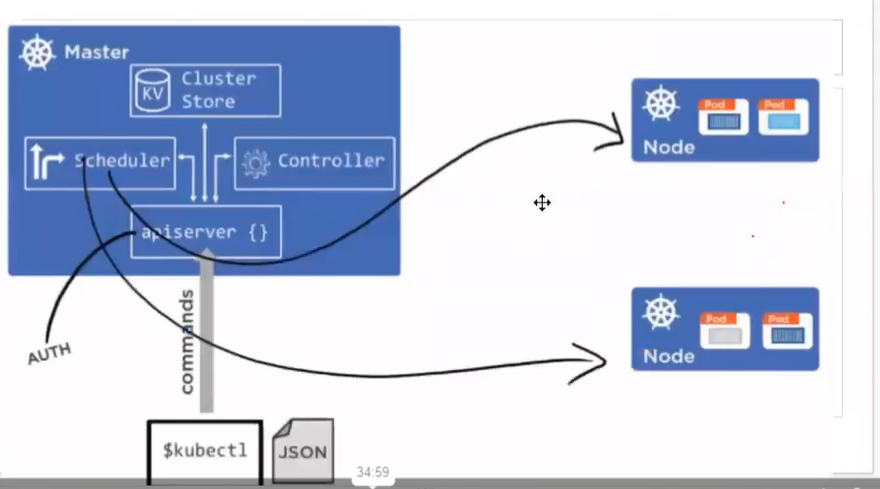 Master
Cluster
Store
KV
Scheduler
Controller
apiserver {}
commands
AUTH
$kubectl
JSON
Pod
Pod
Node
Pod
Pod
Node
34:59